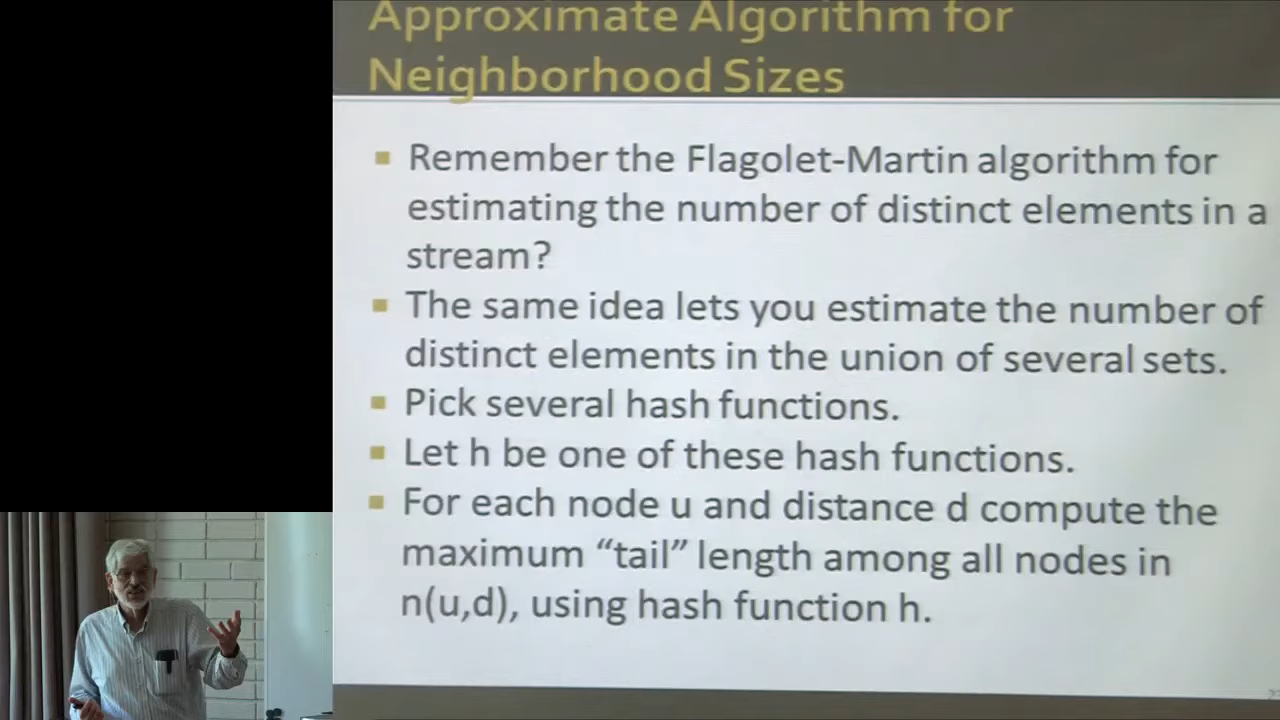 Approximate Algorithm for
Neighborhood Sizes
Remember the Flagolet-Martin algorithm for
estimating the number of distinct elements in a
stream?
The same idea lets you estimate the number of
distinct elements in the union of several sets.
Pick several hash functions.
Let h be one of these hash functions.
For each node u and distance d compute the
maximum “tail” length among all nodes in
n(u,d), using hash function h.